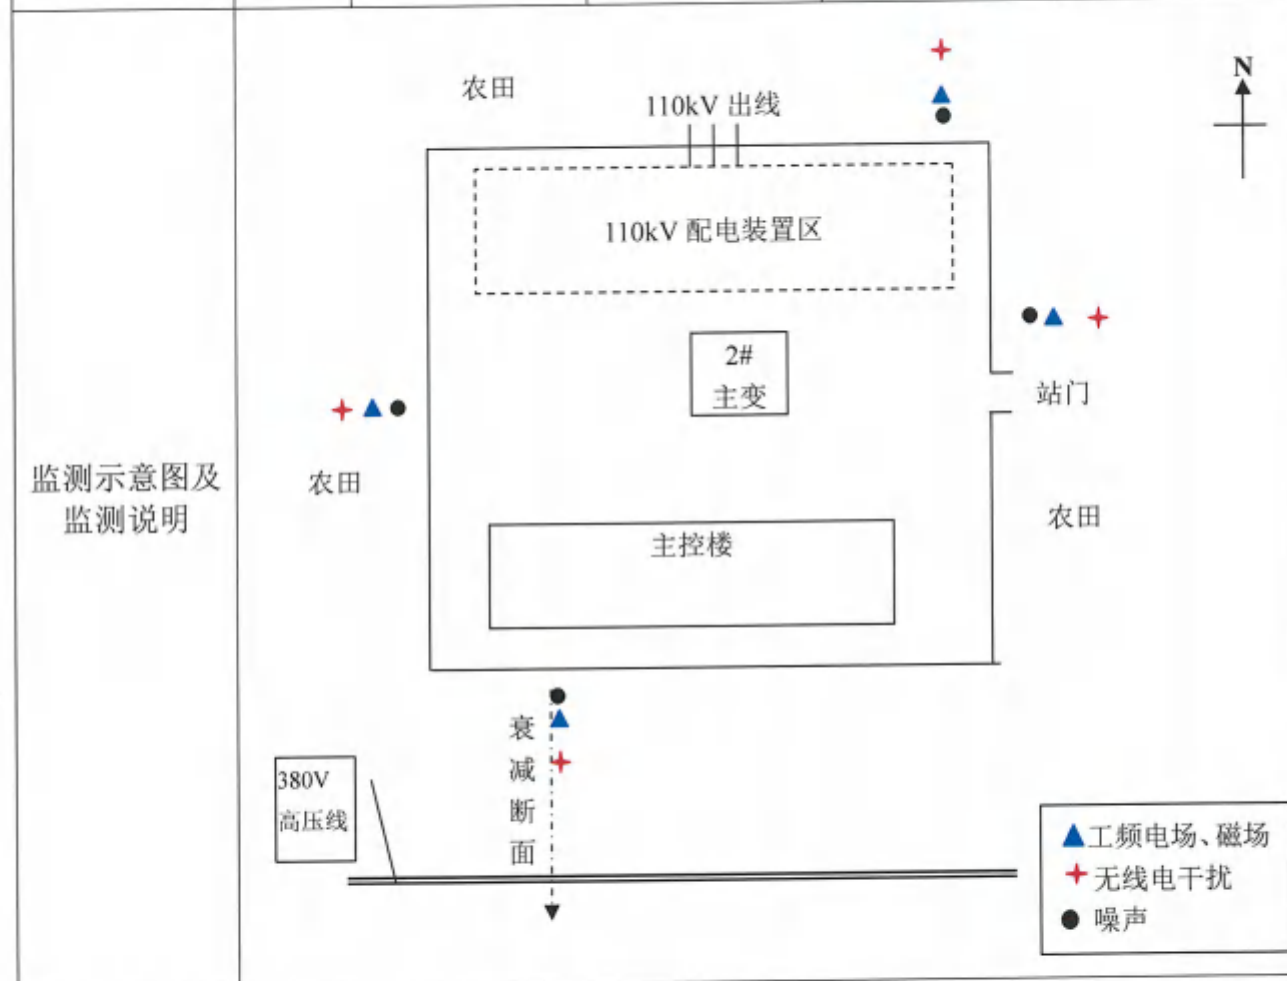 监测示意图及
监测说明
农田
110kV 出线
N
110kV 配电装置区
2#
主变
站门
农田
农田
主控楼
衰
减
断
面
380V
高压线
工频电场、磁场
无线电干扰
噪声